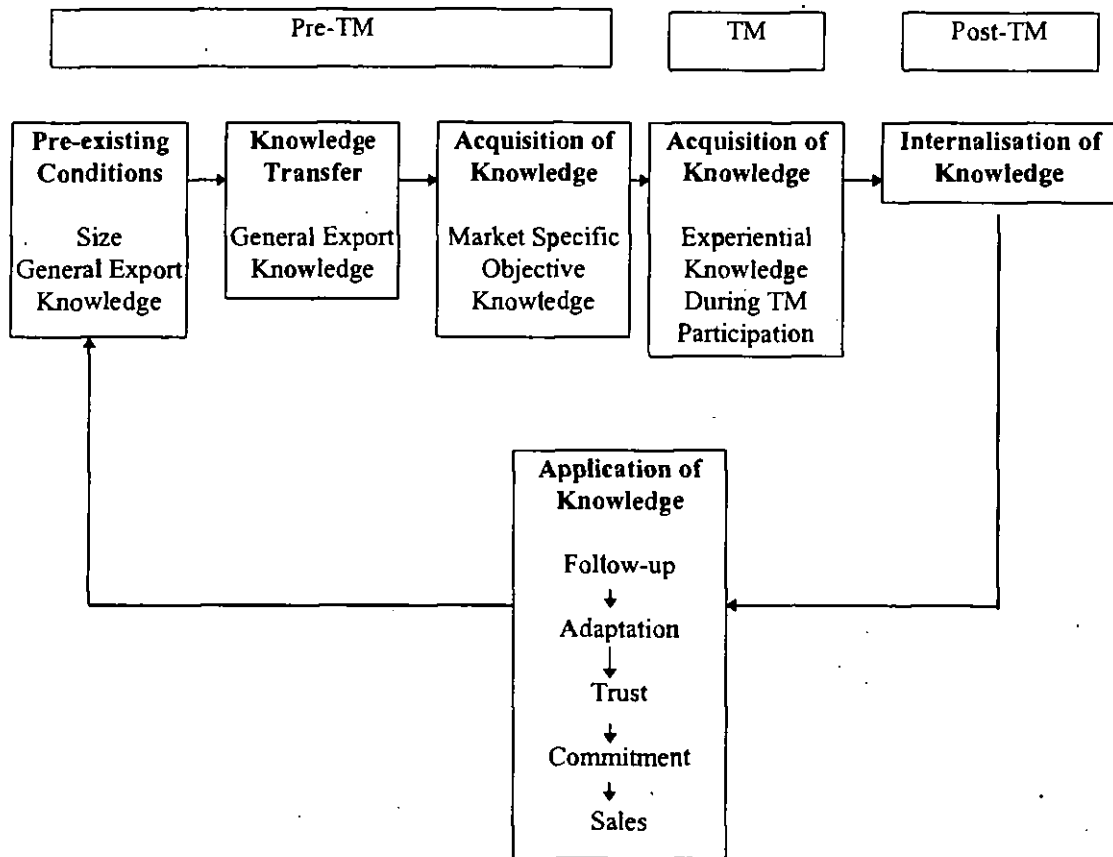 Pre-TM
TM
Post-TM
Pre-existing
Conditions
Size
General Export
Knowledge
Knowledge
Transfer
General Export
Knowledge
Acquisition of
Knowledge
Market Specific
Objective
Knowledge
Acquisition of
Knowledge
Experiential
Knowledge
During TM
Participation
Internalisation of
Knowledge
Application of
Knowledge
Follow-up
Adaptation
Trust
Commitment
Sales